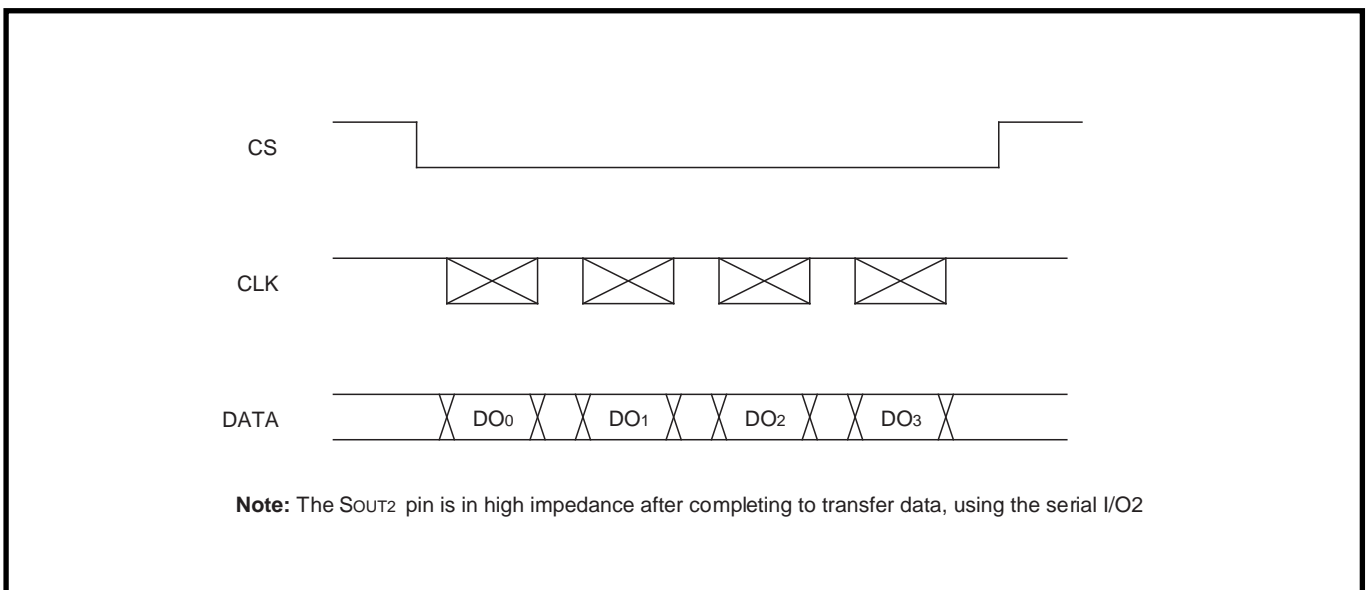 CS
CLK
DATA
DO0
DO1
DO2
DO3
Note: The SOUT2 pin is in high impedance after completing to transfer data, using the serial I/O2